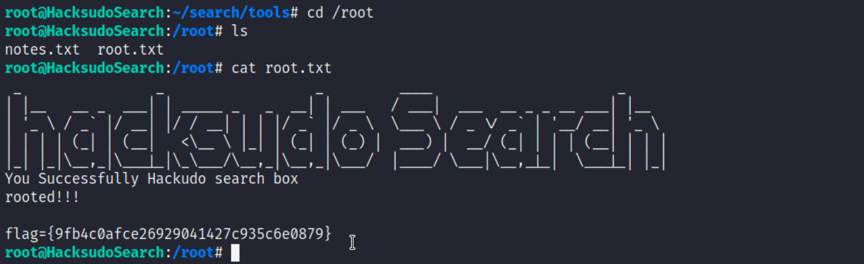 root@HacksudoSearch:~/search/tools# cd /root
root@HacksudoSearch:/root# ls
notes.txt  root.txt
root@HacksudoSearch:/root# cat root.txt
hacksudo Search
You Successfully Hackudo search box
rooted!!!
flag={9fb4c0afce26929041427c935c6e0879}
root@HacksudoSearch:/root#